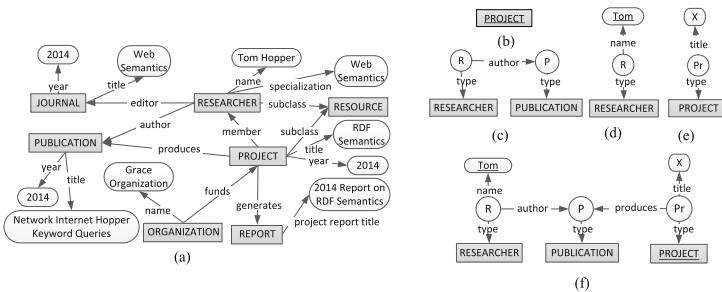 2014
Web
Semantics
year
title
JOURNAL
editor
Tom Hopper
name
specialization
Web
Semantics
RESEARCHER
subclass
RESOURCE
author
member
subclass
RDF
Semantics
PUBLICATION
produces
PROJECT
title
year
2014
year
title
2014
Grace
Organization
funds
name
generates
2014 Report on
RDF Semantics
project report title
Network Internet Hopper
Keyword Queries
ORGANIZATION
REPORT
(a)
PROJECT
(b)
R
author
P
type
type
RESEARCHER
PUBLICATION
(c)
Tom
name
R
type
RESEARCHER
(d)
X
title
Pr
type
PROJECT
(e)
Tom
X
name
title
R
author
P
produces
Pr
type
type
type
RESEARCHER
PUBLICATION
PROJECT
(f)